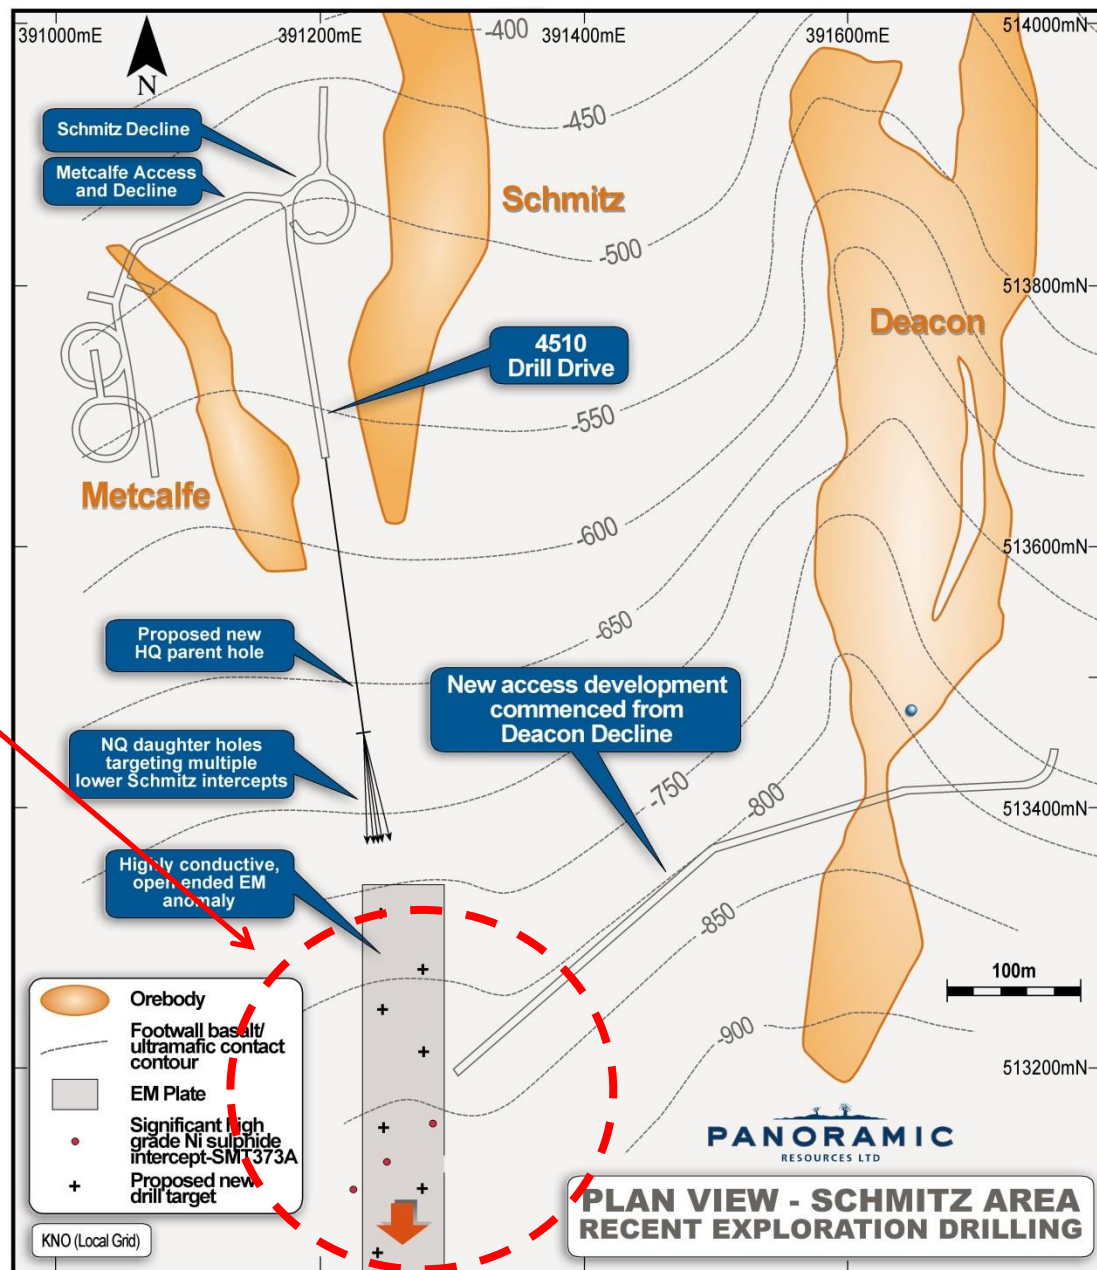 391000mE
391200mE
391400mE
391600mE
514000mN
-400
N
-450
Schmitz Decline
Metcalfe Access
and Decline
Schmitz
-500
513800mN
Deacon
4510
Drill Drive
-550
Metcalfe
-600
513600mN
-650
Proposed new
HQ parent hole
New access development
commenced from
Deacon Decline
NQ daughter holes
targeting multiple
lower Schmitz intercepts
-750
-800
513400mN
Highly conductive,
open ended EM
anomaly
-850
100m
Orebody
Footwall basalt/
ultramafic contact
contour
EM Plate
Significant high
grade Ni sulphide
intercept-SMT373A
Proposed new
drill target
-900
513200mN
PANORAMIC
RESOURCES LTD
PLAN VIEW - SCHMITZ AREA
RECENT EXPLORATION DRILLING
KNO (Local Grid)